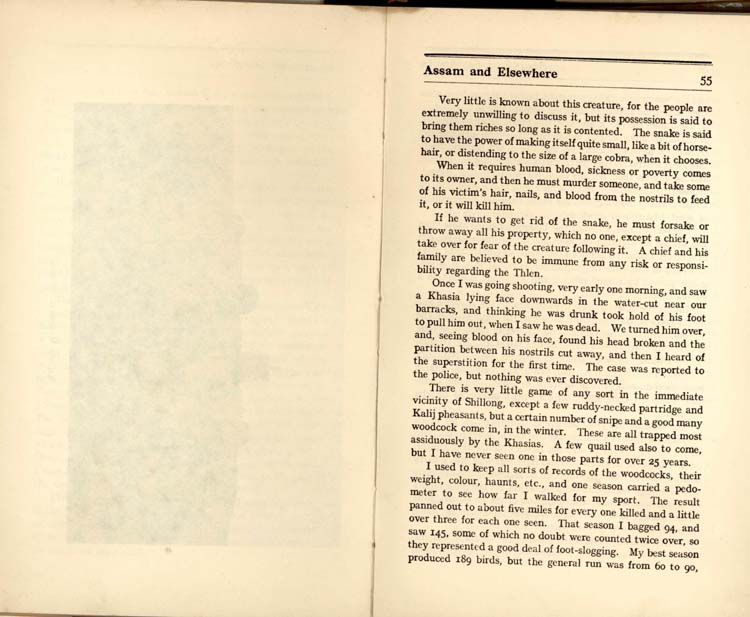 Assam and Elsewhere
55
Very little is known about this creature, for the people are
extremely unwilling to discuss it, but its possession is said to
bring them riches so long as it is contented. The snake is said
to have the power of making itself quite small, like a bit of horse-
hair, or distending to the size of a large cobra, when it chooses.
When it requires human blood, sickness or poverty comes
to its owner, and then he must murder someone, and take some
of his victim's hair, nails, and blood from the nostrils to feed
it, or it will kill him.
If he wants to get rid of the snake, he must forsake or
throw away all his property, which no one, except a chief, will
take over for fear of the creature following it. A chief and his
family are believed to be immune from any risk or responsi-
bility regarding the Thlen.
Once I was going shooting, very early one morning, and saw
a Khasia lying face downwards in the water-cut near our
barracks, and thinking he was drunk took hold of his foot
to pull him out, when I saw he was dead. We turned him over,
and, seeing blood on his face, found his head broken and the
partition between his nostrils cut away, and then I heard of
the superstition for the first time. The case was reported to
the police, but nothing was ever discovered.
There is very little game of any sort in the immediate
vicinity of Shillong, except a few ruddy-necked partridge and
Kalij pheasants, but a certain number of snipe and a good many
woodcock come in, in the winter. These are all trapped most
assiduously by the Khasias. A few quail used also to come,
but I have never seen one in those parts for over 25 years.
I used to keep all sorts of records of the woodcocks, their
weight, colour, haunts, etc., and one season carried a pedo-
meter to see how far I walked for my sport. The result
panned out to about five miles for every one killed and a little
over three for each one seen. That season I bagged 94, and
saw 145, some of which no doubt were counted twice over, so
they represented a good deal of foot-slogging. My best season
produced 189 birds, but the general run was from 60 to 90,